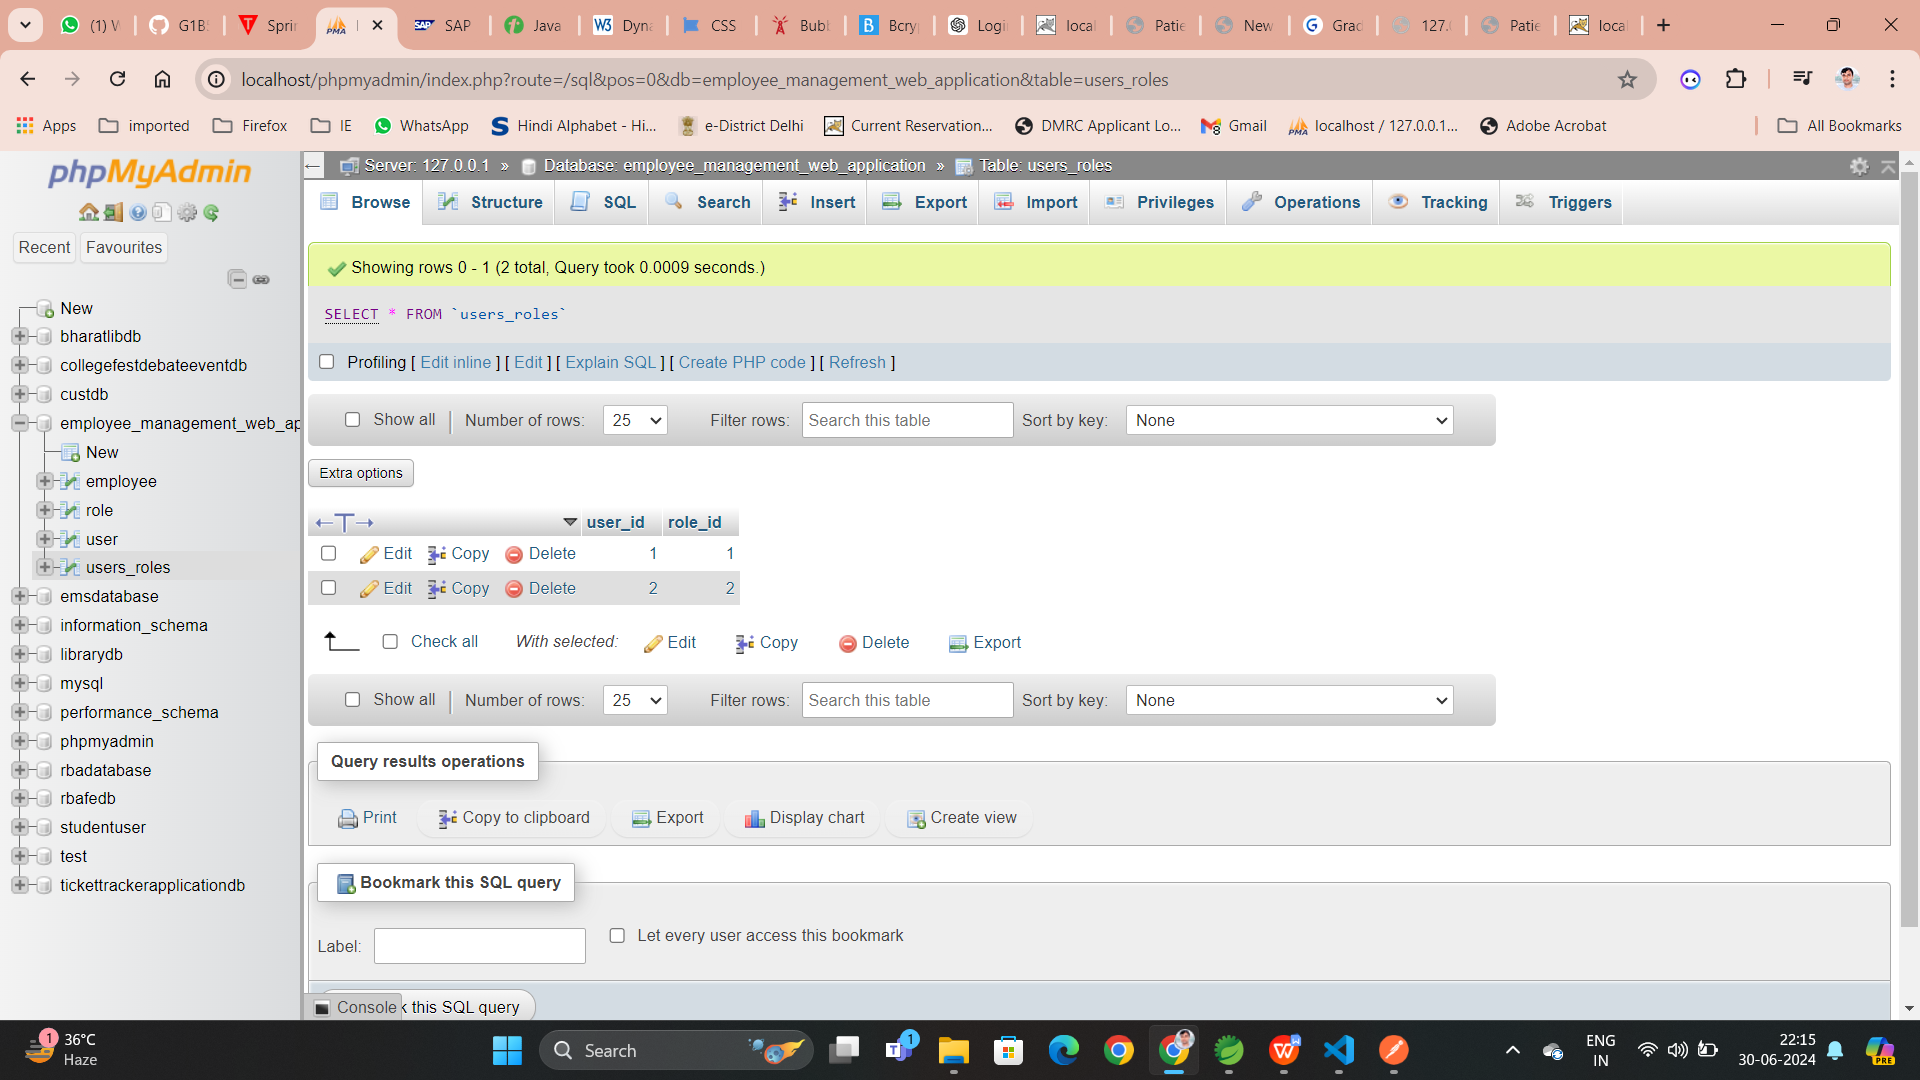 (1) W
G1BS
Sprin
SAP
Java
Dyna
CSS
Bubb
Bcry
Logi
local
Patie
New
Grad
127.
Patie
local
localhost/phpmyadmin/index.php?route=/sql&pos=0&db=employee_management_web_application&table=users_roles
Apps
imported
Firefox
IE
WhatsApp
Hindi Alphabet - Hi...
e-District Delhi
Current Reservation...
DMRC Applicant Lo...
Gmail
localhost / 127.0.0.1...
Adobe Acrobat
All Bookmarks
phpMyAdmin
Recent
Favourites
New
bharatlibdb
collegefestdebateeventdb
custdb
employee_management_web_ap
New
employee
role
user
users_roles
emsdatabase
information_schema
librarydb
mysql
performance_schema
phpmyadmin
rbadatabase
rbafedb
studentuser
test
tickettrackerapplicationdb
Server: 127.0.0.1 » Database: employee_management_web_application » Table: users_roles
Browse
Structure
SQL
Search
Insert
Export
Import
Privileges
Operations
Tracking
Triggers
Showing rows 0 - 1 (2 total, Query took 0.0009 seconds.)
SELECT * FROM `users_roles`
Profiling [ Edit inline ] [ Edit ] [ Explain SQL ] [ Create PHP code ] [ Refresh ]
Show all
Number of rows: 25
Filter rows: Search this table
Sort by key: None
Extra options
←T→ user_id role_id
Edit Copy Delete 1 1
Edit Copy Delete 2 2
Check all With selected: Edit Copy Delete Export
Show all
Number of rows: 25
Filter rows: Search this table
Sort by key: None
Query results operations
Print
Copy to clipboard
Export
Display chart
Create view
Bookmark this SQL query
Label:
Let every user access this bookmark
Console
k this SQL query
1
36°C
Haze
Search
1
ENG
IN
22:15
30-06-2024
PRE